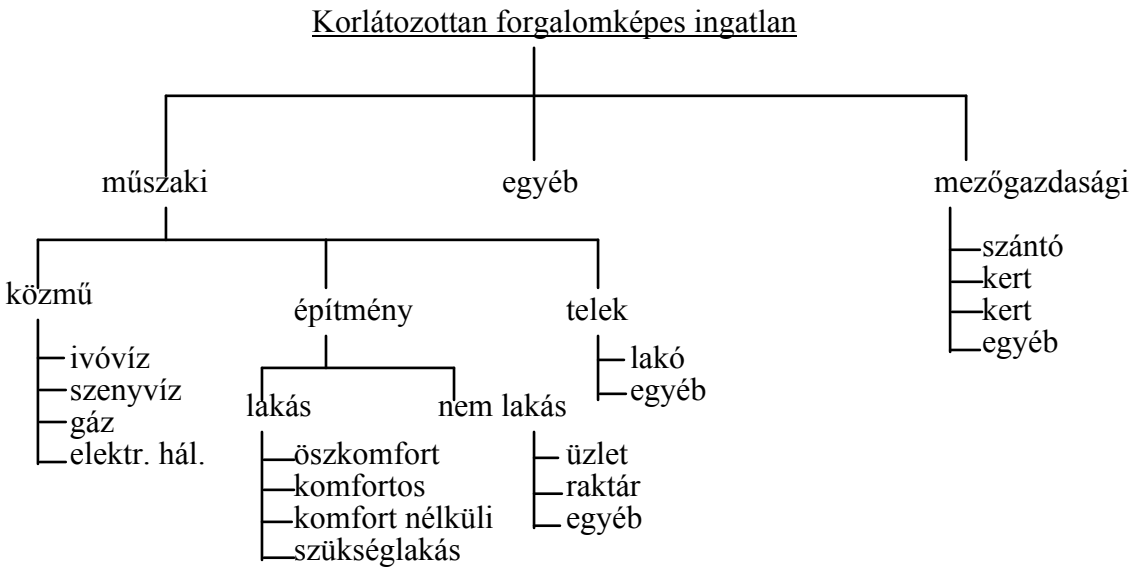 Korlátozottan forgalomképes ingatlan
műszaki
egyéb
mezőgazdasági
szántó
kert
kert
egyéb
közmű
építmény
telek
ivóvíz
szenyvíz
gáz
elektr. hál.
lakó
egyéb
lakás
nem lakás
öszkomfort
komfortos
komfort nélküli
szükséglakás
üzlet
raktár
egyéb